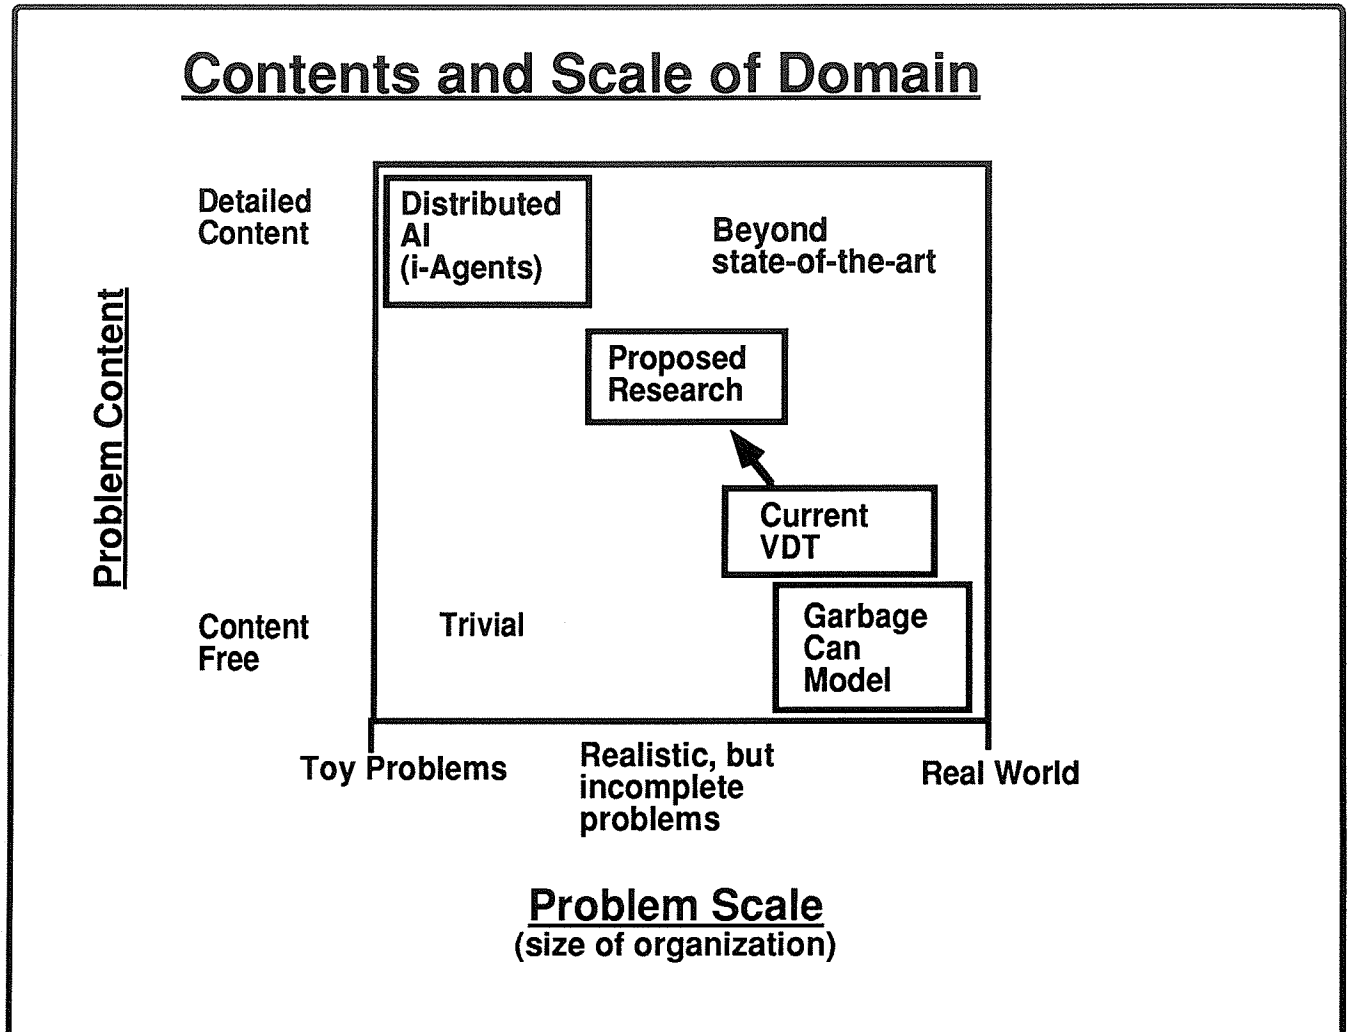 Contents and Scale of Domain
Detailed
Content
Distributed
AI
(i-Agents)
Beyond
state-of-the-art
Problem Content
Proposed
Research
Current
VDT
Content
Free
Trivial
Garbage
Can
Model
Toy Problems
Realistic, but
incomplete
problems
Real World
Problem Scale
(size of organization)